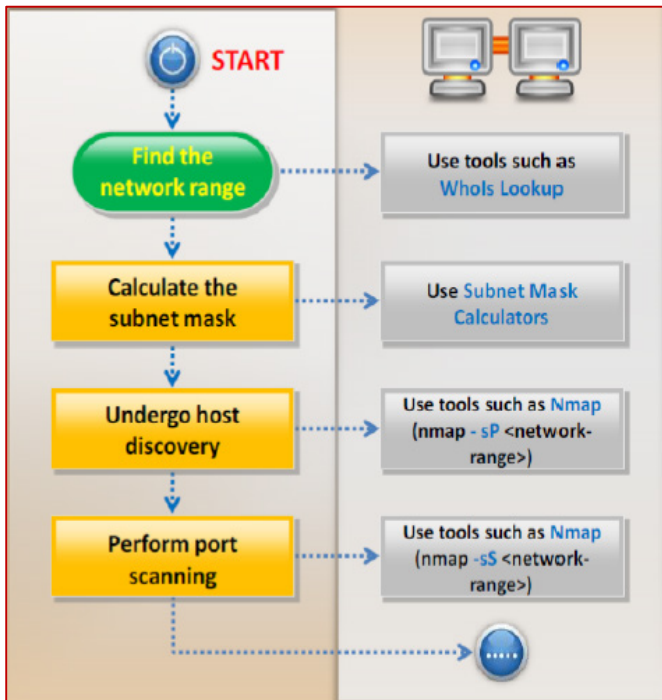 START
Find the
network range
Use tools such as
WhoIs Lookup
Calculate the
subnet mask
Use Subnet Mask
Calculators
Undergo host
discovery
Use tools such as Nmap
(nmap - sP <network-
range>)
Perform port
scanning
Use tools such as Nmap
(nmap -sS <network-
range>)